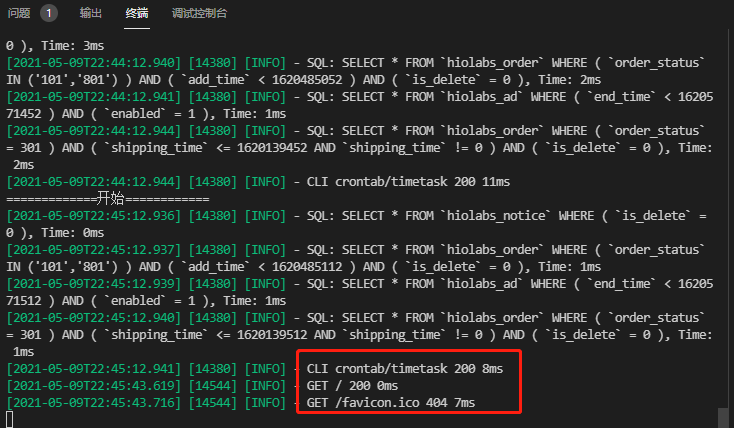 问题 1 输出 终端 调试控制台
0 ), Time: 3ms
[2021-05-09T22:44:12.940] [14380] [INFO] - SQL: SELECT * FROM `hiolabs_order` WHERE ( `order_status`
IN ('101','801') ) AND ( `add_time` < 1620485052 ) AND ( `is_delete` = 0 ), Time: 2ms
[2021-05-09T22:44:12.941] [14380] [INFO] - SQL: SELECT * FROM `hiolabs_ad` WHERE ( `end_time` < 16205
71452 ) AND ( `enabled` = 1 ), Time: 1ms
[2021-05-09T22:44:12.944] [14380] [INFO] - SQL: SELECT * FROM `hiolabs_order` WHERE ( `order_status`
= 301 ) AND ( `shipping_time` <= 1620139452 AND `shipping_time` != 0 ) AND ( `is_delete` = 0 ), Time:
2ms
[2021-05-09T22:44:12.944] [14380] [INFO] - CLI crontab/timetask 200 11ms
=============开始============
[2021-05-09T22:45:12.936] [14380] [INFO] - SQL: SELECT * FROM `hiolabs_notice` WHERE ( `is_delete` =
0 ), Time: 0ms
[2021-05-09T22:45:12.937] [14380] [INFO] - SQL: SELECT * FROM `hiolabs_order` WHERE ( `order_status`
IN ('101','801') ) AND ( `add_time` < 1620485112 ) AND ( `is_delete` = 0 ), Time: 1ms
[2021-05-09T22:45:12.939] [14380] [INFO] - SQL: SELECT * FROM `hiolabs_ad` WHERE ( `end_time` < 16205
71512 ) AND ( `enabled` = 1 ), Time: 1ms
[2021-05-09T22:45:12.940] [14380] [INFO] - SQL: SELECT * FROM `hiolabs_order` WHERE ( `order_status`
= 301 ) AND ( `shipping_time` <= 1620139512 AND `shipping_time` != 0 ) AND ( `is_delete` = 0 ), Time:
1ms
[2021-05-09T22:45:12.941] [14380] [INFO] - CLI crontab/timetask 200 8ms
[2021-05-09T22:45:43.619] [14544] [INFO] - GET / 200 0ms
[2021-05-09T22:45:43.716] [14544] [INFO] - GET /favicon.ico 404 7ms